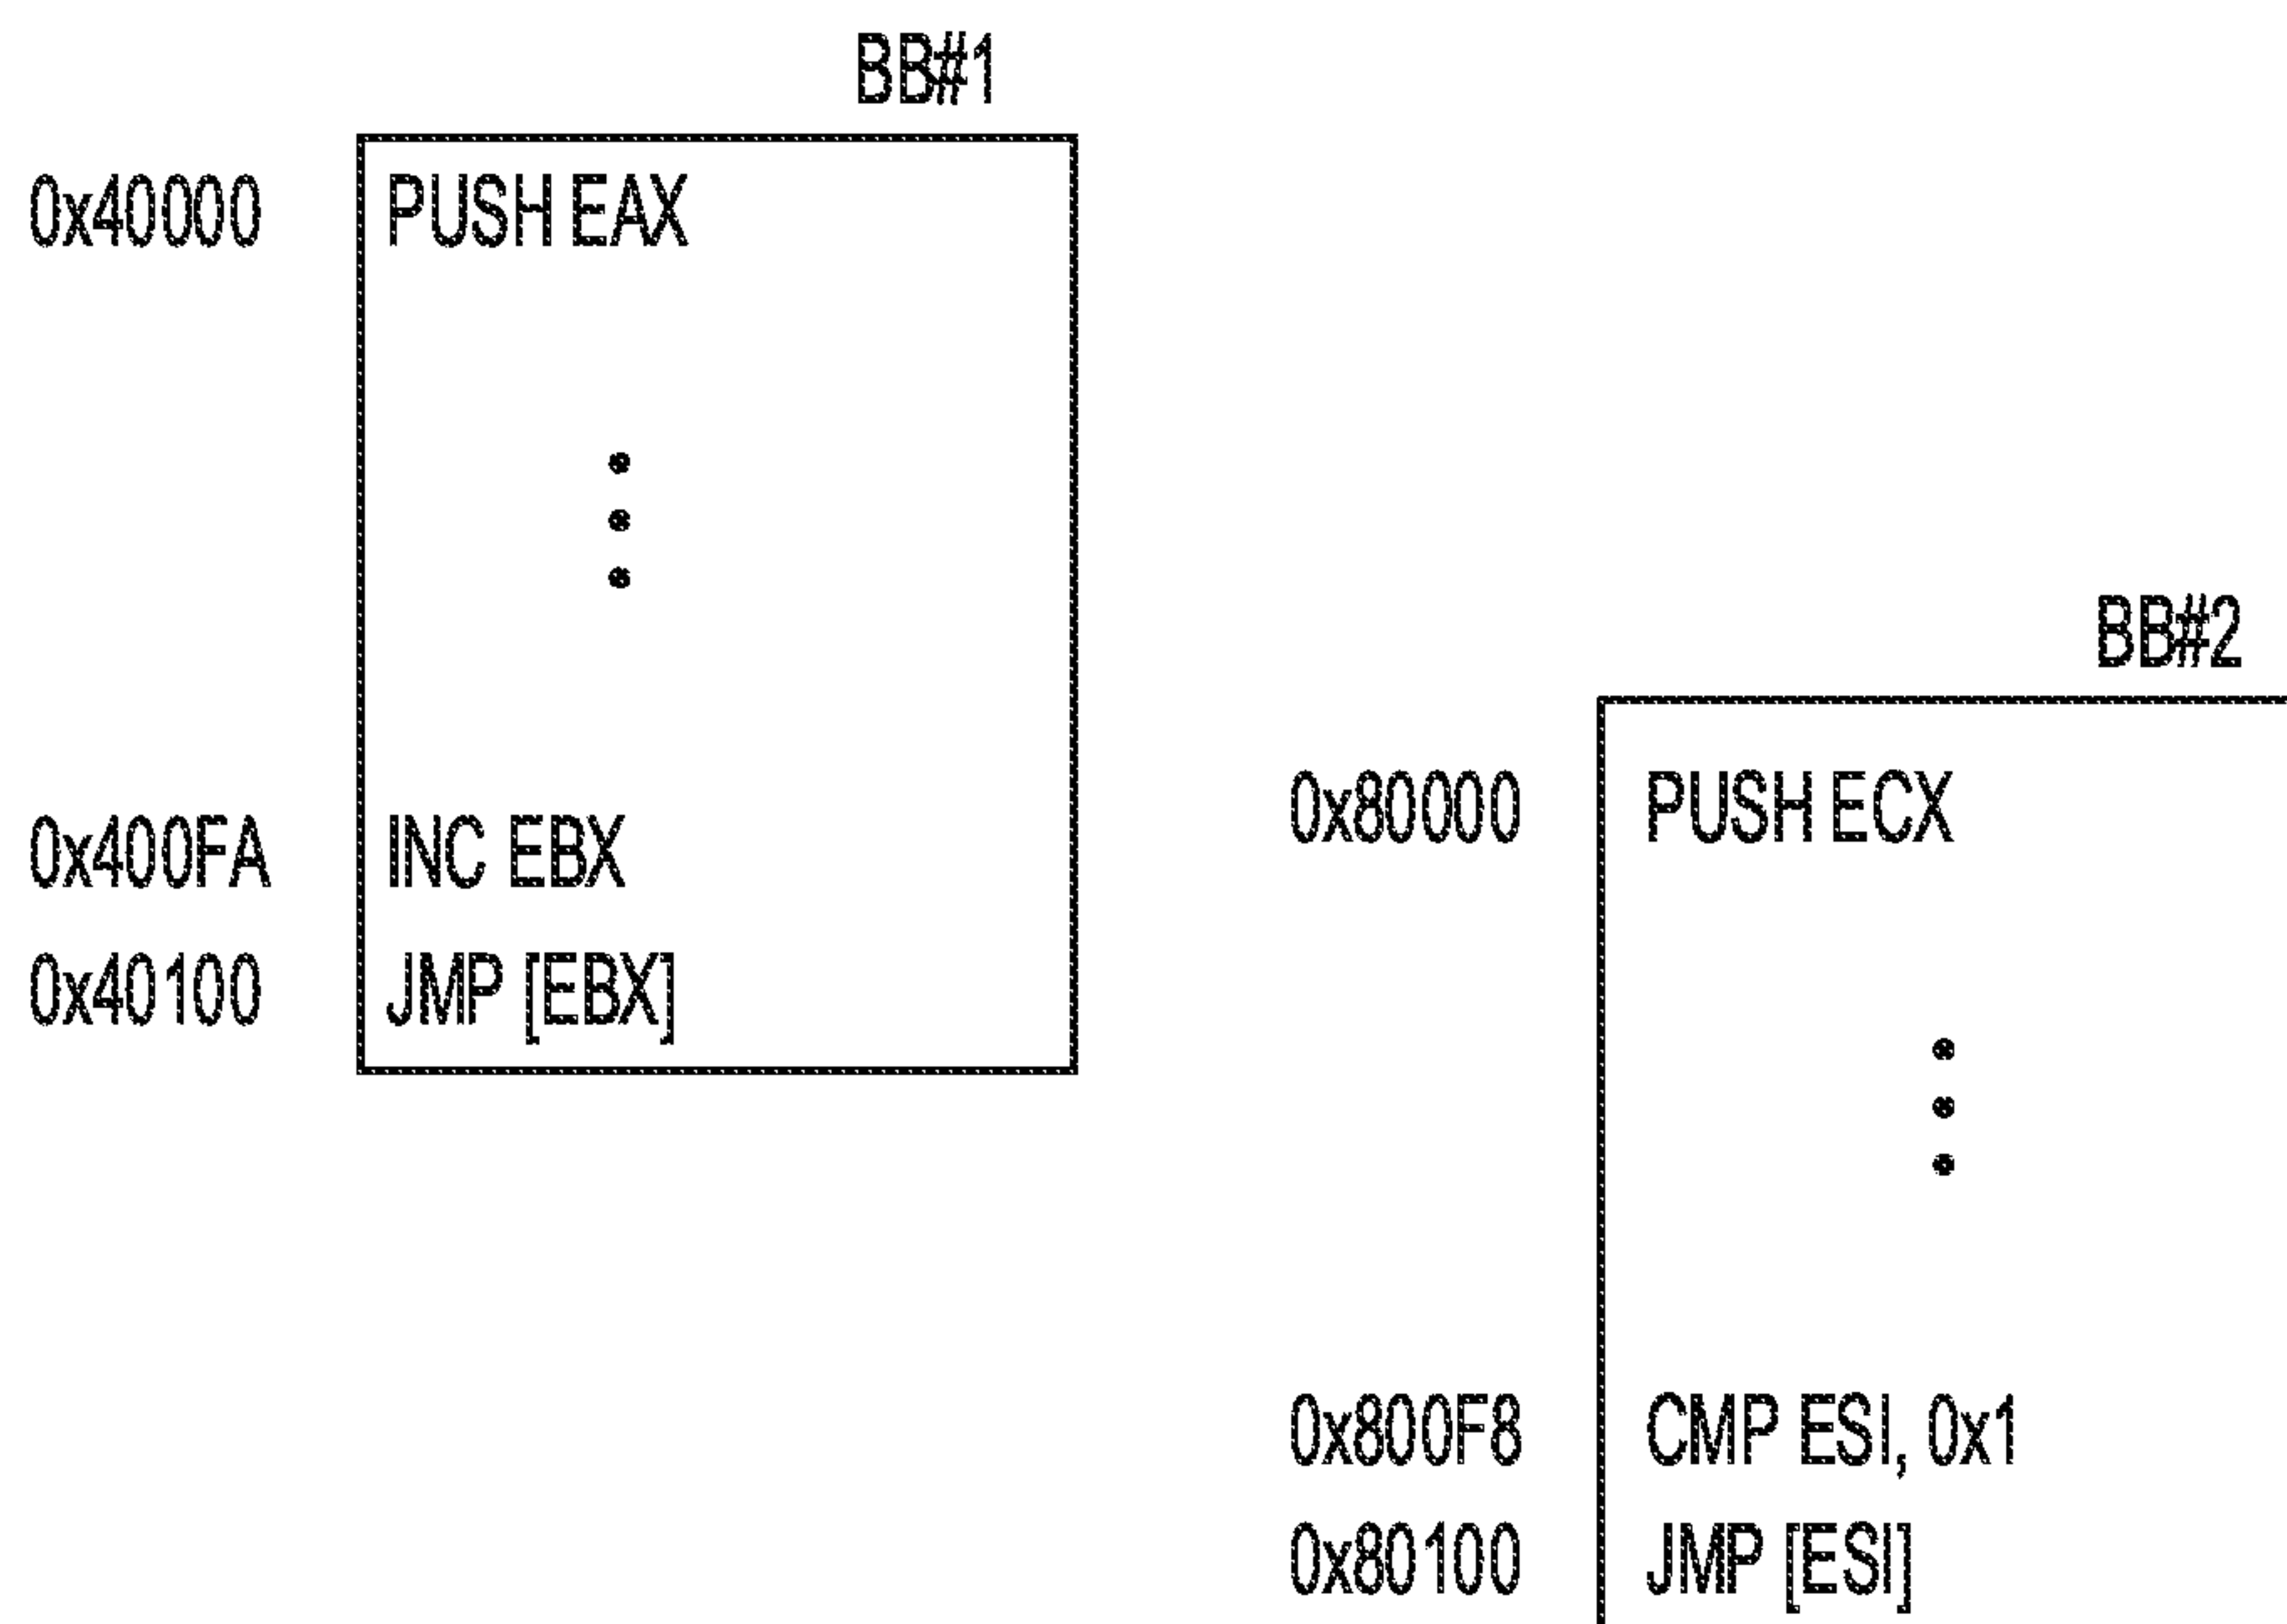 BB#1
0x40000 PUSH EAX
0x400FA INC EBX
0x40100 JMP [EBX]
BB#2
0x80000 PUSH ECX
0x800F8 CMP ESI, 0x1
0x80100 JMP [ESI]